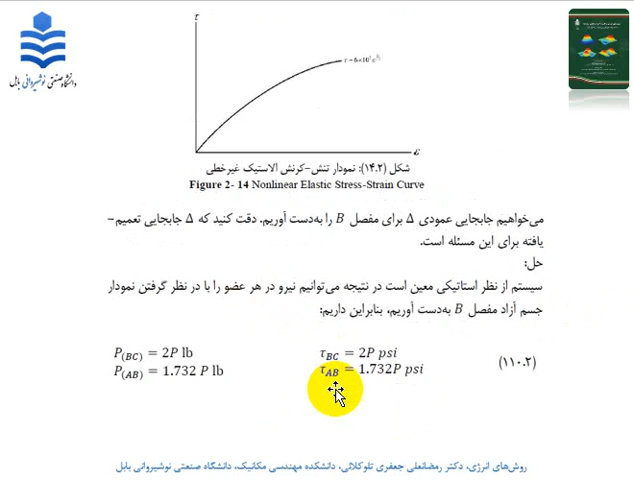 τ
τ = 6×10⁷ ε
ε
دانشگاه صنعتی نوشیروانی بابل
شکل (۱۴.۲): نمودار تنش-کرنش الاستیک غیرخطی
Figure 2- 14 Nonlinear Elastic Stress-Strain Curve
می‌خواهیم جابجایی عمودی Δ برای مفصل B را به‌دست آوریم. دقت کنید که Δ جابجایی تعمیم-
یافته برای این مسئله است.
حل:
سیستم از نظر استاتیکی معین است در نتیجه می‌توانیم نیرو در هر عضو را با در نظر گرفتن نمودار
جسم آزاد مفصل B به‌دست آوریم، بنابراین داریم:
P(BC) = 2P lb τBC = 2P psi (۱۱۰.۲)
P(AB) = 1.732 P lb τAB = 1.732P psi
روش‌های انرژی، دکتر رمضانعلی جعفری تلوکلائی، دانشکده مهندسی مکانیک، دانشگاه صنعتی نوشیروانی بابل